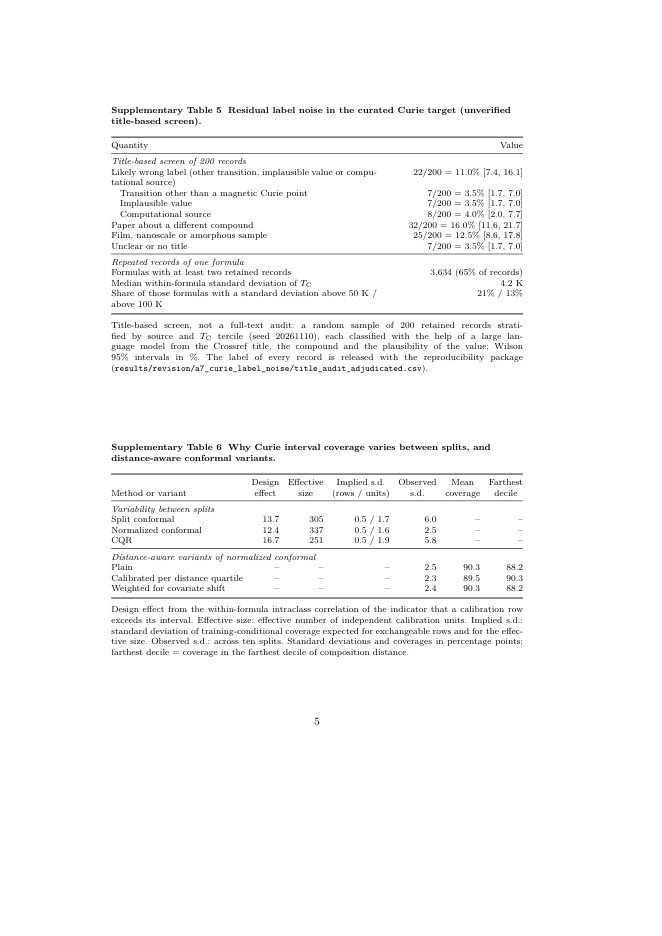 Supplementary Table 5 Residual label noise in the curated Curie target (unverified
title-based screen).
Quantity Value
Title-based screen of 200 records
Likely wrong label (other transition, implausible value or compu- 22/200 = 11.0% [7.4, 16.1]
tational source)
Transition other than a magnetic Curie point 7/200 = 3.5% [1.7, 7.0]
Implausible value 7/200 = 3.5% [1.7, 7.0]
Computational source 8/200 = 4.0% [2.0, 7.7]
Paper about a different compound 32/200 = 16.0% [11.6, 21.7]
Film, nanoscale or amorphous sample 25/200 = 12.5% [8.6, 17.8]
Unclear or no title 7/200 = 3.5% [1.7, 7.0]
Repeated records of one formula
Formulas with at least two retained records 3,634 (65% of records)
Median within-formula standard deviation of TC 4.2 K
Share of those formulas with a standard deviation above 50 K / 21% / 13%
above 100 K
Title-based screen, not a full-text audit: a random sample of 200 retained records strati-
fied by source and TC tercile (seed 20261110), each classified with the help of a large lan-
guage model from the Crossref title, the compound and the plausibility of the value; Wilson
95% intervals in %. The label of every record is released with the reproducibility package
(results/revision/a7_curie_label_noise/title_audit_adjudicated.csv).
Supplementary Table 6 Why Curie interval coverage varies between splits, and
distance-aware conformal variants.
Design Effective Implied s.d. Observed Mean Farthest
Method or variant effect size (rows / units) s.d. coverage decile
Variability between splits
Split conformal 13.7 305 0.5 / 1.7 6.0 – –
Normalized conformal 12.4 337 0.5 / 1.6 2.5 – –
CQR 16.7 251 0.5 / 1.9 5.8 – –
Distance-aware variants of normalized conformal
Plain – – – 2.5 90.3 88.2
Calibrated per distance quartile – – – 2.3 89.5 90.3
Weighted for covariate shift – – – 2.4 90.3 88.2
Design effect from the within-formula intraclass correlation of the indicator that a calibration row
exceeds its interval. Effective size: effective number of independent calibration units. Implied s.d.:
standard deviation of training-conditional coverage expected for exchangeable rows and for the effec-
tive size. Observed s.d.: across ten splits. Standard deviations and coverages in percentage points;
farthest decile = coverage in the farthest decile of composition distance.
5